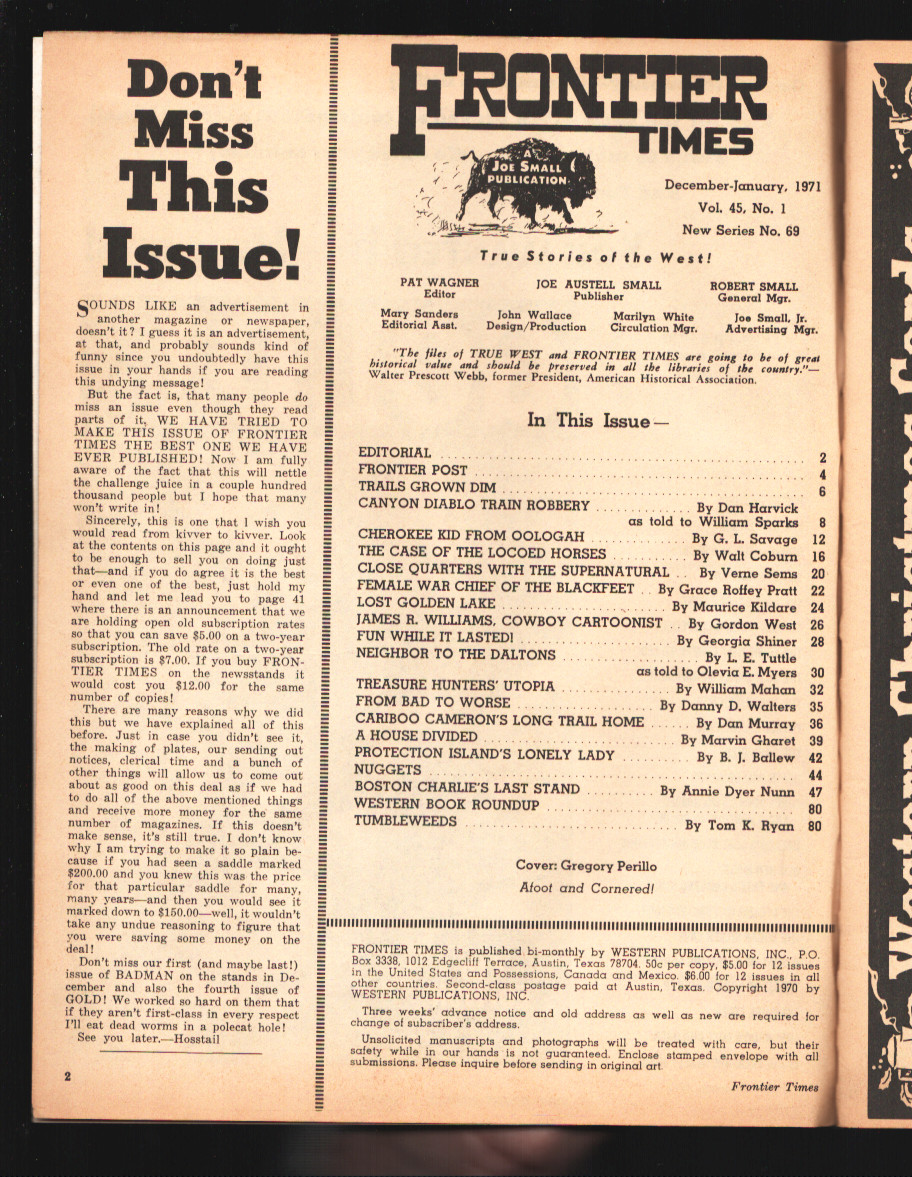 Don't
Miss
This
Issue!
SOUNDS LIKE an advertisement in
another magazine or newspaper,
doesn't it? I guess it is an advertisement,
at that, and probably sounds kind of
funny since you undoubtedly have this
issue in your hands if you are reading
this undying message!
But the fact is, that many people do
miss an issue even though they read
parts of it. WE HAVE TRIED TO
MAKE THIS ISSUE OF FRONTIER
TIMES THE BEST ONE WE HAVE
EVER PUBLISHED! Now I am fully
aware of the fact that this will nettle
the challenge juice in a couple hundred
thousand people but I hope that many
won't write in!
Sincerely, this is one that I wish you
would read from kivver to kivver. Look
at the contents on this page and it ought
to be enough to sell you on doing just
that—and if you do agree it is the best
or even one of the best, just hold my
hand and let me lead you to page 41
where there is an announcement that we
are holding open old subscription rates
so that you can save $5.00 on a two-year
subscription. The old rate on a two-year
subscription is $7.00. If you buy FRON-
TIER TIMES on the newsstands it
would cost you $12.00 for the same
number of copies!
There are many reasons why we did
this but we have explained all of this
before. Just in case you didn't see it,
the making of plates, our sending out
notices, clerical time and a bunch of
other things will allow us to come out
about as good on this deal as if we had
to do all of the above mentioned things
and receive more money for the same
number of magazines. If this doesn't
make sense, it's still true. I don't know
why I am trying to make it so plain be-
cause if you had seen a saddle marked
$200.00 and you knew this was the price
for that particular saddle for many,
many years—and then you would see it
marked down to $150.00—well, it wouldn't
take any undue reasoning to figure that
you were saving some money on the
deal!
Don't miss our first (and maybe last!)
issue of BADMAN on the stands in De-
cember and also the fourth issue of
GOLD! We worked so hard on them that
if they aren't first-class in every respect
I'll eat dead worms in a polecat hole!
See you later.—Hosstail
2
FRONTIER
TIMES
A
JOE SMALL
PUBLICATION
December-January, 1971
Vol. 45, No. 1
New Series No. 69
True Stories of the West!
PAT WAGNER JOE AUSTELL SMALL ROBERT SMALL
Editor Publisher General Mgr.
Mary Sanders John Wallace Marilyn White Joe Small, Jr.
Editorial Asst. Design/Production Circulation Mgr. Advertising Mgr.
"The files of TRUE WEST and FRONTIER TIMES are going to be of great
historical value and should be preserved in all the libraries of the country."—
Walter Prescott Webb, former President, American Historical Association.
In This Issue—
EDITORIAL 2
FRONTIER POST 4
TRAILS GROWN DIM 6
CANYON DIABLO TRAIN ROBBERY By Dan Harvick
as told to William Sparks 8
CHEROKEE KID FROM OOLOGAH By G. L. Savage 12
THE CASE OF THE LOCOED HORSES By Walt Coburn 16
CLOSE QUARTERS WITH THE SUPERNATURAL By Verne Sems 20
FEMALE WAR CHIEF OF THE BLACKFEET By Grace Roffey Pratt 22
LOST GOLDEN LAKE By Maurice Kildare 24
JAMES R. WILLIAMS, COWBOY CARTOONIST By Gordon West 26
FUN WHILE IT LASTED! By Georgia Shiner 28
NEIGHBOR TO THE DALTONS By L. E. Tuttle
as told to Olevia E. Myers 30
TREASURE HUNTERS' UTOPIA By William Mahan 32
FROM BAD TO WORSE By Danny D. Walters 35
CARIBOO CAMERON'S LONG TRAIL HOME By Dan Murray 36
A HOUSE DIVIDED By Marvin Gharet 39
PROTECTION ISLAND'S LONELY LADY By B. J. Ballew 42
NUGGETS 44
BOSTON CHARLIE'S LAST STAND By Annie Dyer Nunn 47
WESTERN BOOK ROUNDUP 80
TUMBLEWEEDS By Tom K. Ryan 80
Cover: Gregory Perillo
Afoot and Cornered!
FRONTIER TIMES is published bi-monthly by WESTERN PUBLICATIONS, INC., P.O.
Box 3338, 1012 Edgecliff Terrace, Austin, Texas 78704. 50c per copy, $5.00 for 12 issues
in the United States and Possessions, Canada and Mexico. $6.00 for 12 issues in all
other countries. Second-class postage paid at Austin, Texas. Copyright 1970 by
WESTERN PUBLICATIONS, INC.
Three weeks' advance notice and old address as well as new are required for
change of subscriber's address.
Unsolicited manuscripts and photographs will be treated with care, but their
safety while in our hands is not guaranteed. Enclose stamped envelope with all
submissions. Please inquire before sending in original art.
Frontier Times
Western Christmas Cards